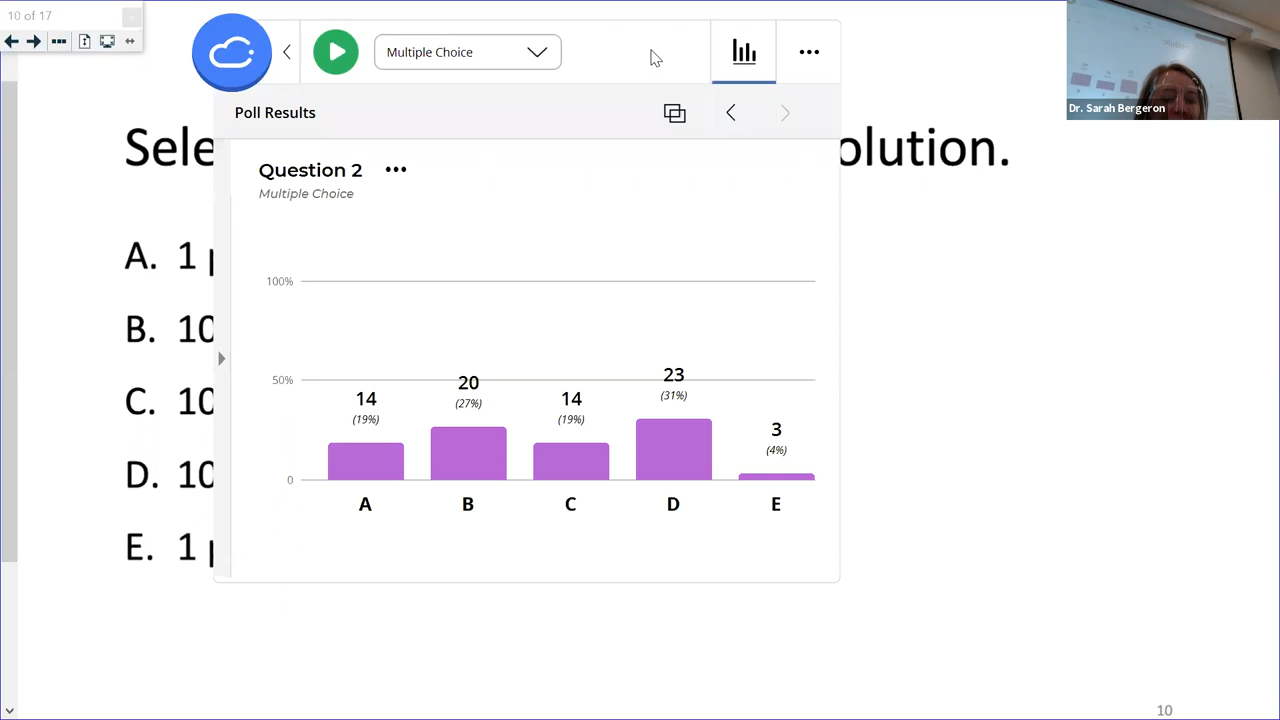 10 of 17
Multiple Choice
Poll Results
Dr. Sarah Bergeron
Sele
olution.
Question 2
Multiple Choice
A. 1
B. 10
C. 10
D. 10
E. 1
100%
50%
0
14
(19%)
20
(27%)
14
(19%)
23
(31%)
3
(4%)
A
B
C
D
E
10